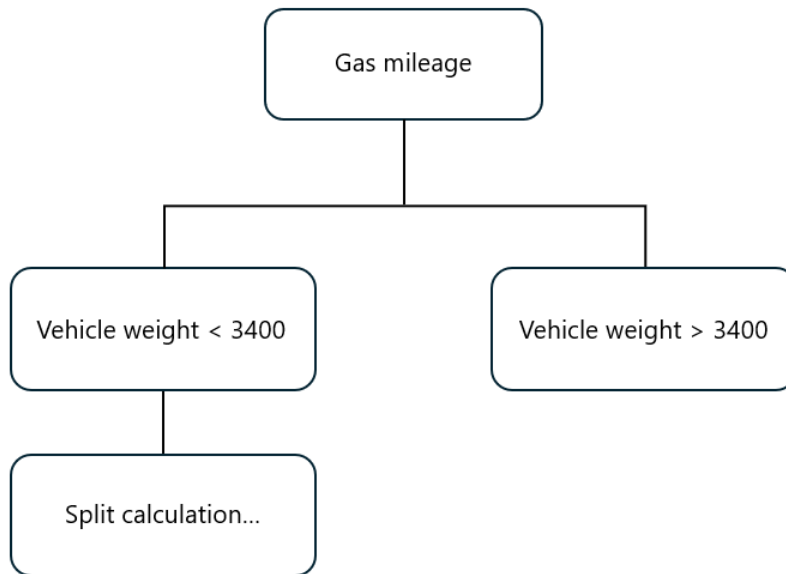 Gas mileage
Vehicle weight < 3400
Vehicle weight > 3400
Split calculation...